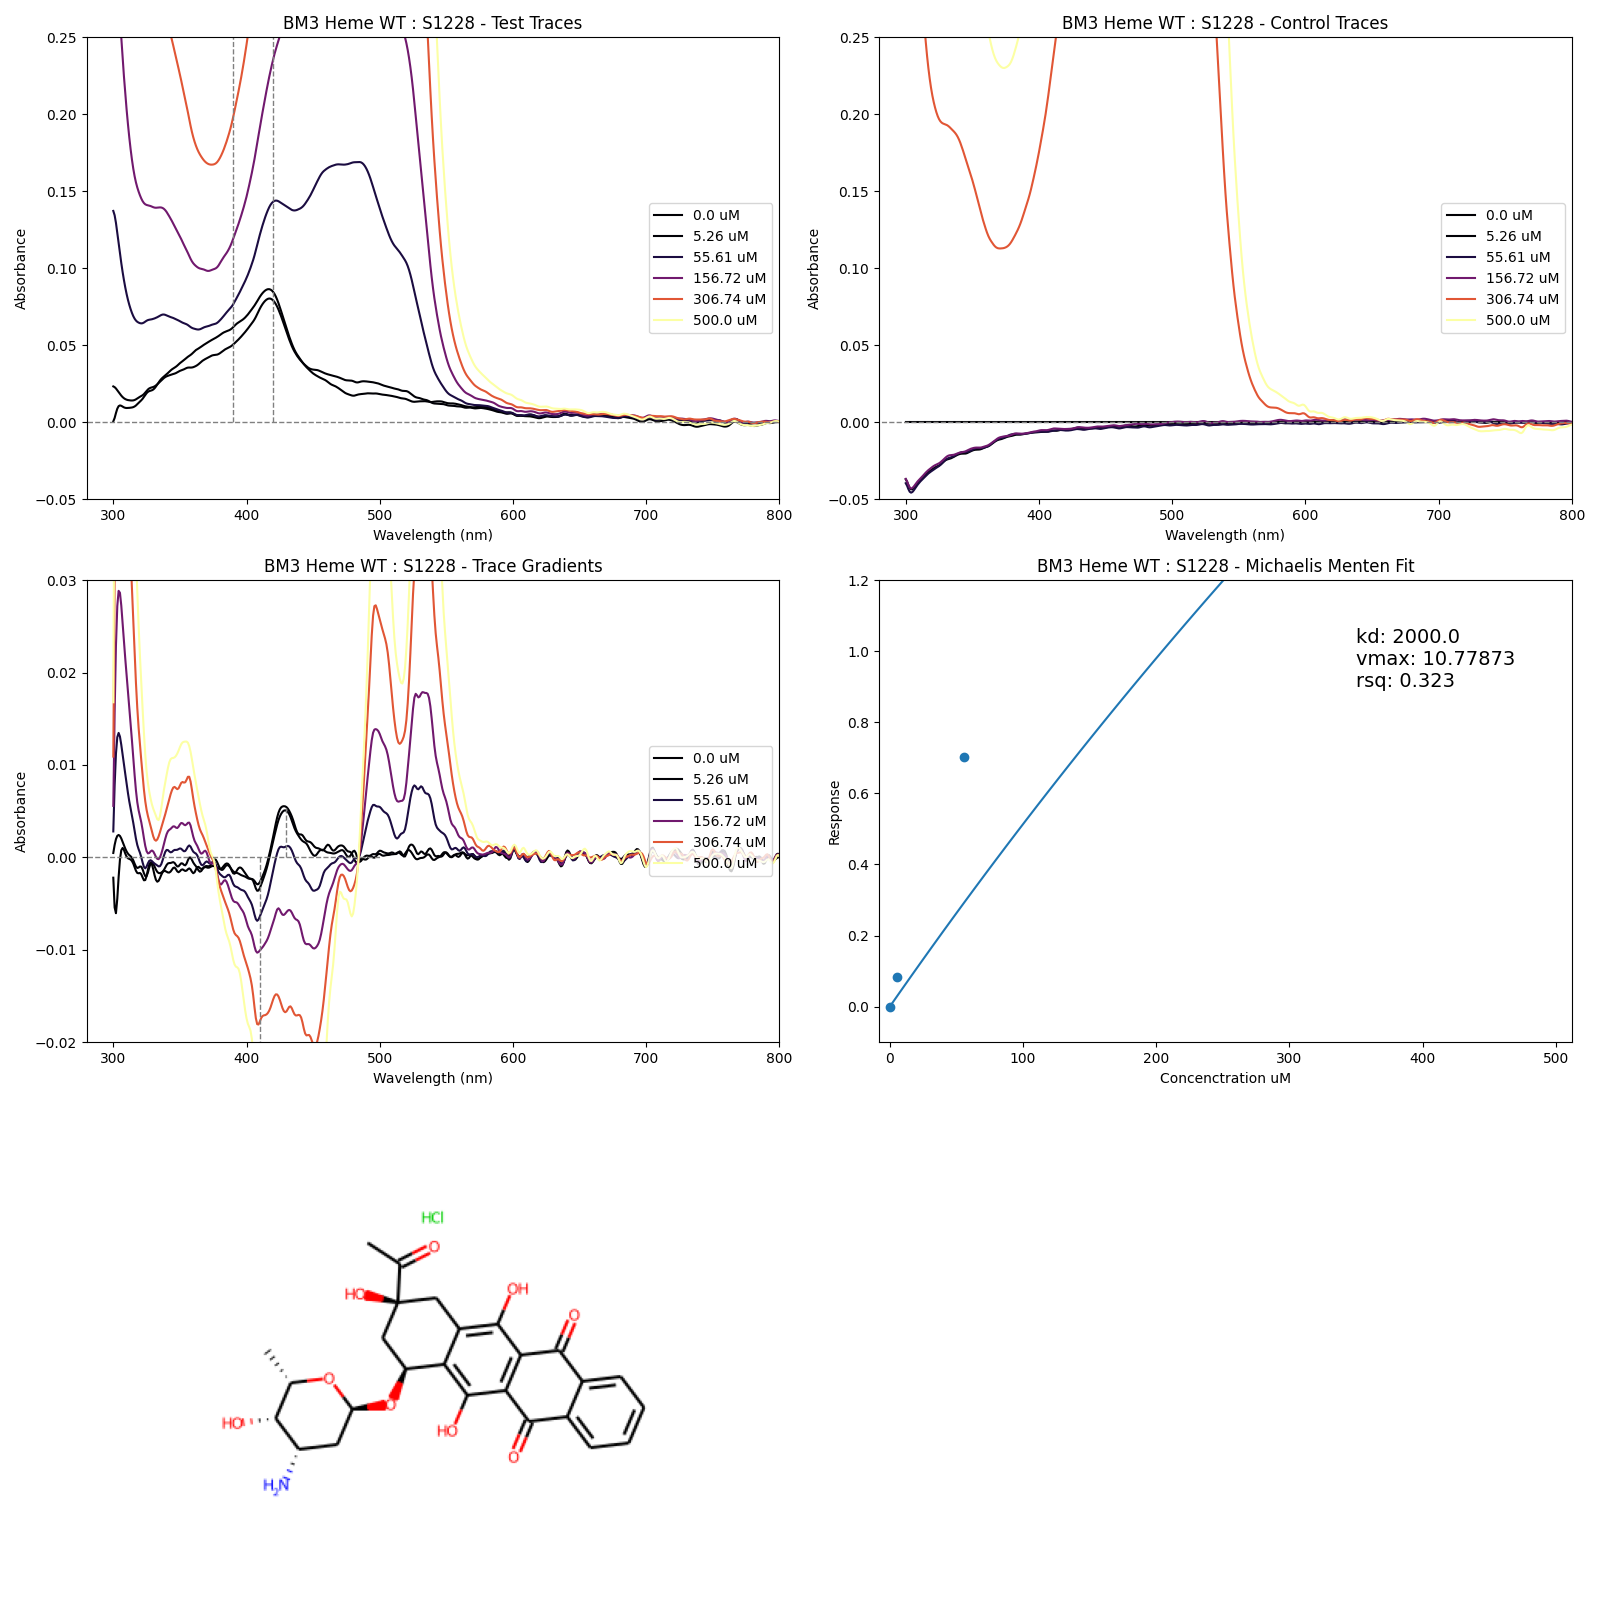 BM3 Heme WT : S1228 - Test Traces
0.25
0.20
0.15
0.10
0.05
0.00
−0.05
Absorbance
300 400 500 600 700 800
Wavelength (nm)
0.0 uM
5.26 uM
55.61 uM
156.72 uM
306.74 uM
500.0 uM
BM3 Heme WT : S1228 - Control Traces
0.25
0.20
0.15
0.10
0.05
0.00
−0.05
Absorbance
300 400 500 600 700 800
Wavelength (nm)
0.0 uM
5.26 uM
55.61 uM
156.72 uM
306.74 uM
500.0 uM
BM3 Heme WT : S1228 - Trace Gradients
0.03
0.02
0.01
0.00
−0.01
−0.02
Absorbance
300 400 500 600 700 800
Wavelength (nm)
0.0 uM
5.26 uM
55.61 uM
156.72 uM
306.74 uM
500.0 uM
BM3 Heme WT : S1228 - Michaelis Menten Fit
1.2
1.0
0.8
0.6
0.4
0.2
0.0
Response
kd: 2000.0
vmax: 10.77873
rsq: 0.323
0 100 200 300 400 500
Concenctration uM
HCl
O
HO
OH
O
O
HO
O
HO
O
H2N